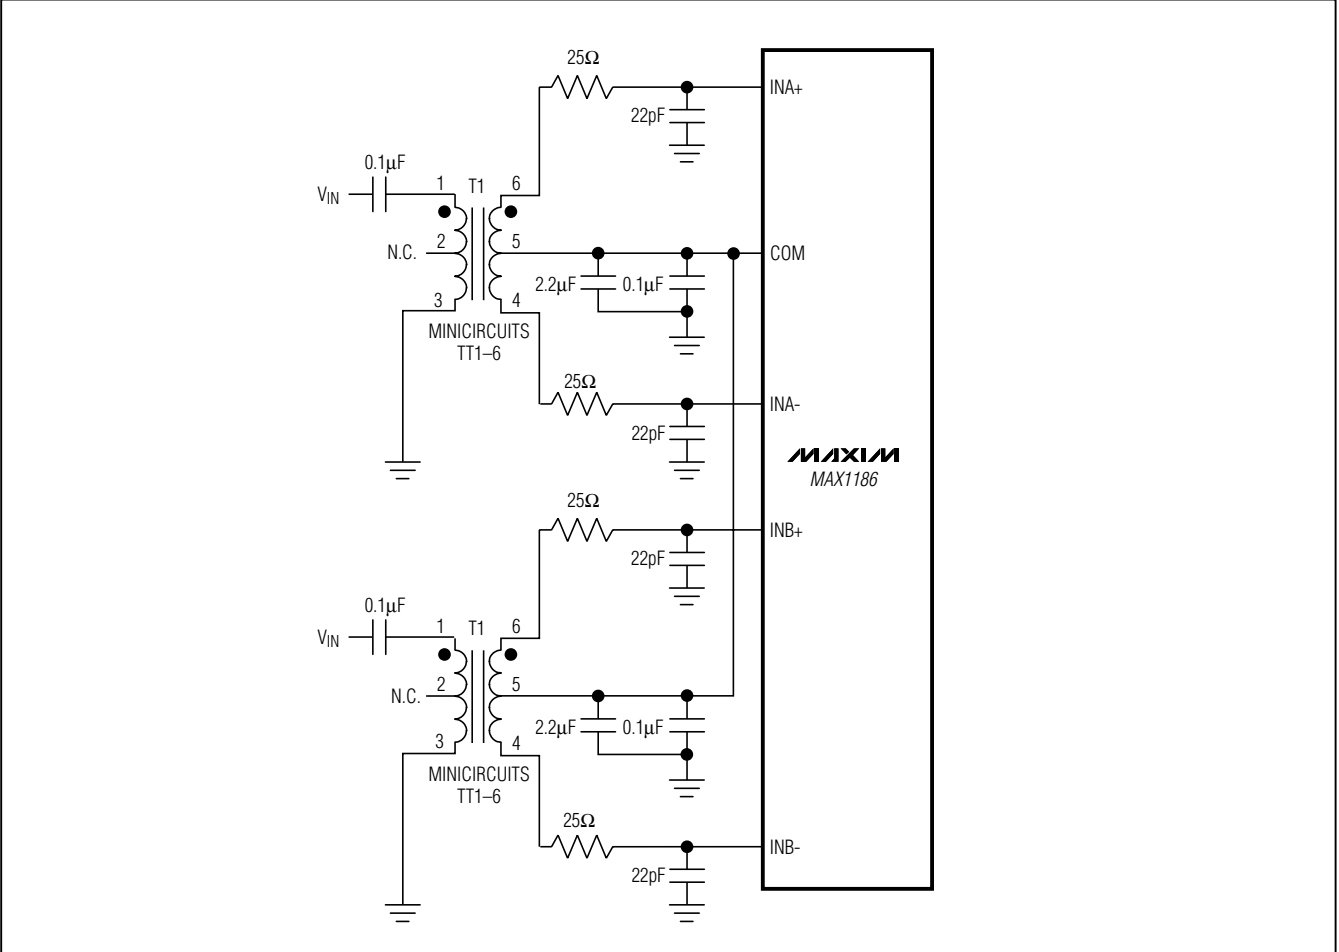 25Ω
INA+
22pF
0.1µF
VIN
1 T1 6
N.C. 2 5
COM
2.2µF 0.1µF
3 4
MINICIRCUITS
TT1–6
25Ω
INA-
22pF
MAXIM
MAX1186
25Ω
INB+
22pF
0.1µF
VIN
1 T1 6
N.C. 2 5
2.2µF 0.1µF
3 4
MINICIRCUITS
TT1–6
25Ω
INB-
22pF